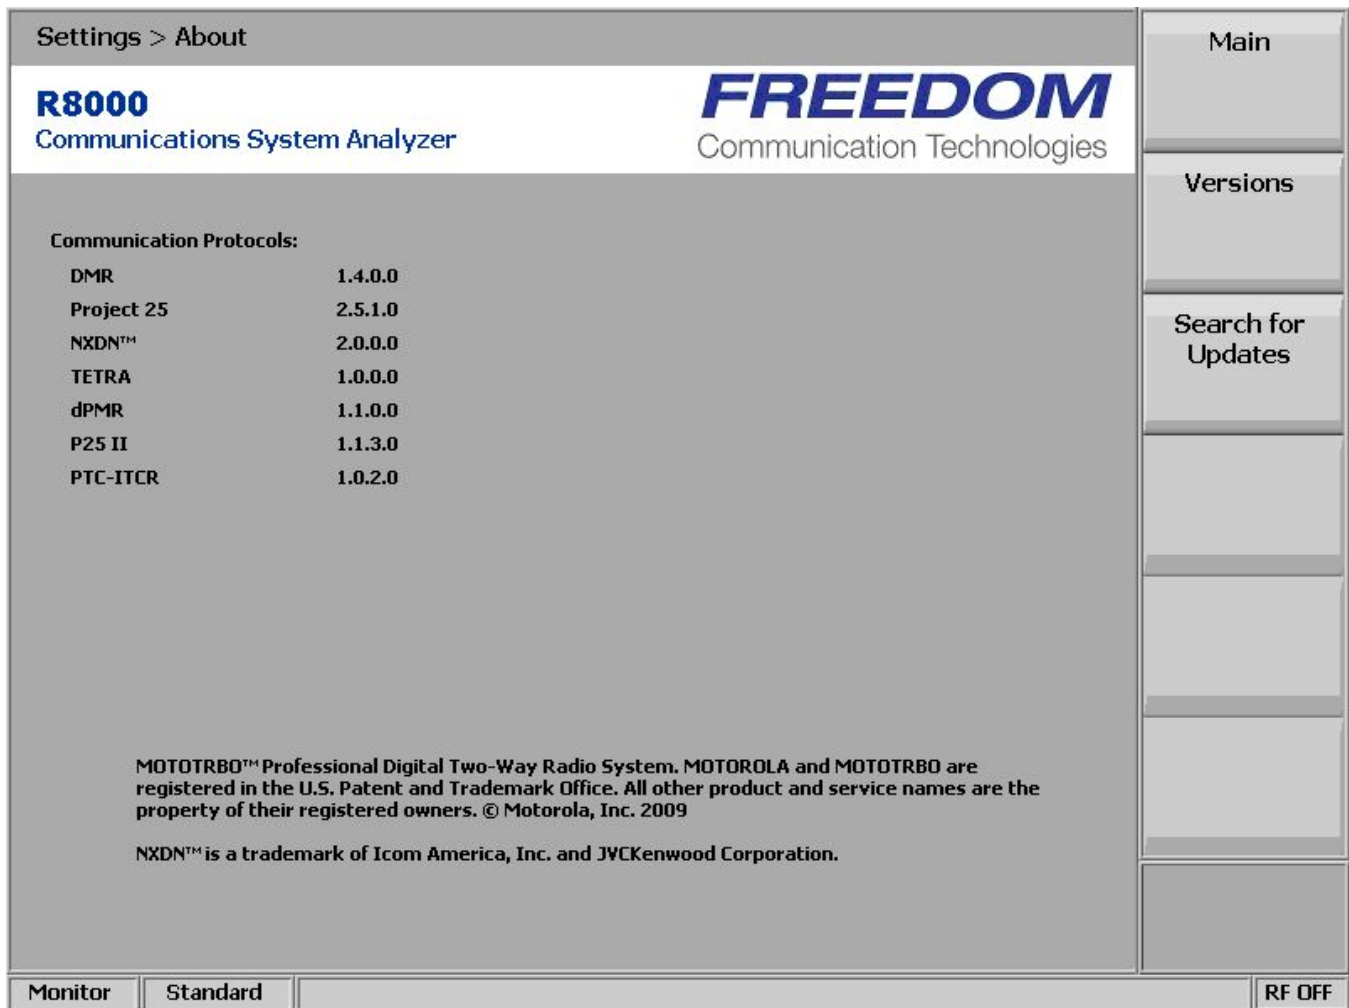 Settings > About
R8000
Communications System Analyzer
FREEDOM
Communication Technologies
Communication Protocols:
DMR 1.4.0.0
Project 25 2.5.1.0
NXDN™ 2.0.0.0
TETRA 1.0.0.0
dPMR 1.1.0.0
P25 II 1.1.3.0
PTC-ITCR 1.0.2.0
MOTOTRBO™ Professional Digital Two-Way Radio System. MOTOROLA and MOTOTRBO are
registered in the U.S. Patent and Trademark Office. All other product and service names are the
property of their registered owners. © Motorola, Inc. 2009
NXDN™ is a trademark of Icom America, Inc. and JVCKenwood Corporation.
Main
Versions
Search for
Updates
Monitor
Standard
RF OFF